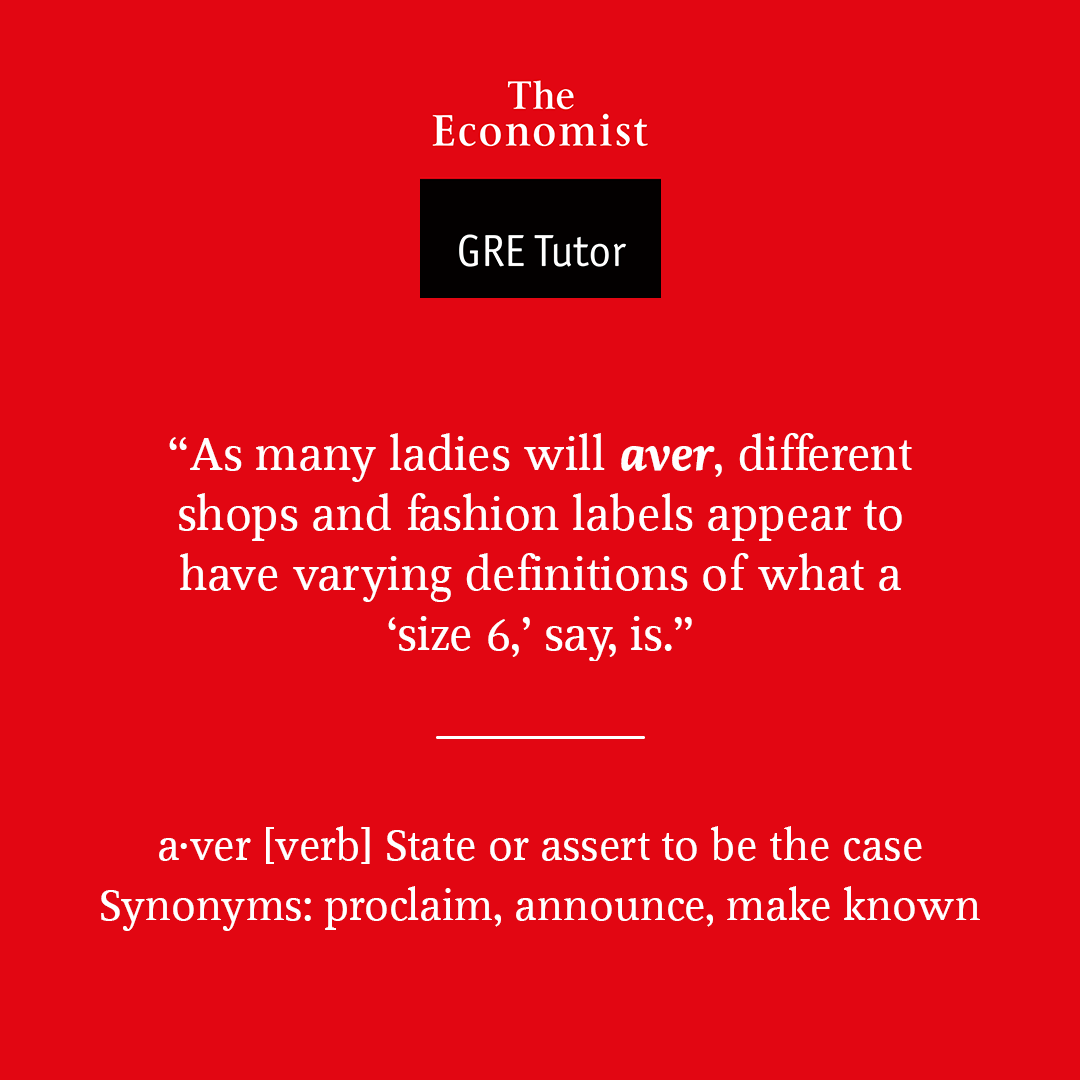 The
Economist
GRE Tutor
“As many ladies will aver, different
shops and fashion labels appear to
have varying definitions of what a
‘size 6,’ say, is.”
a·ver [verb] State or assert to be the case
Synonyms: proclaim, announce, make known